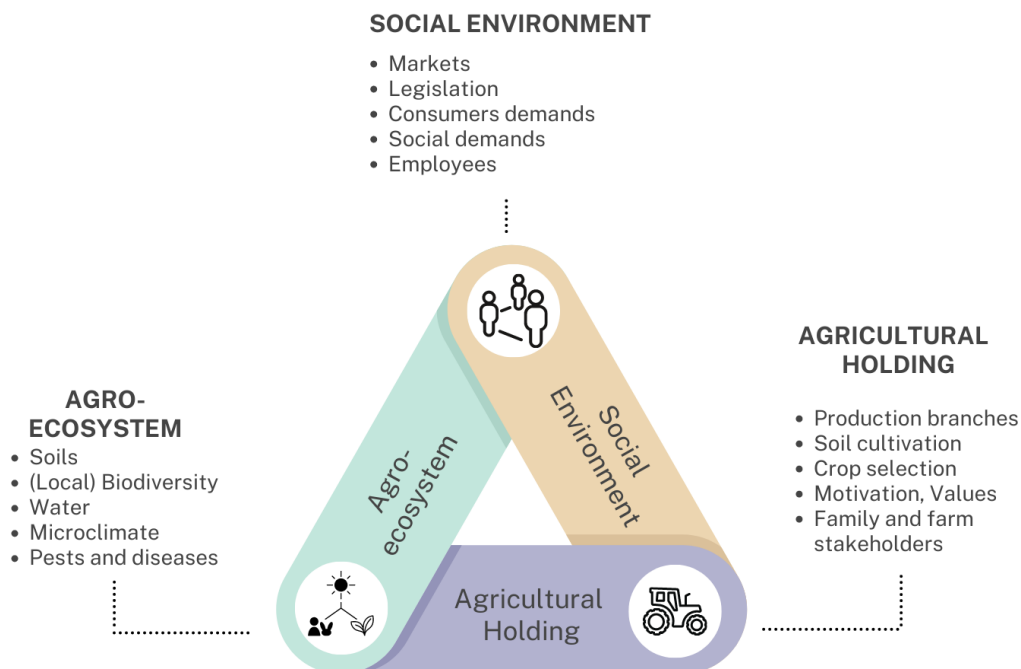 SOCIAL ENVIRONMENT
• Markets
• Legislation
• Consumers demands
• Social demands
• Employees
AGRO-
ECOSYSTEM
• Soils
• (Local) Biodiversity
• Water
• Microclimate
• Pests and diseases
AGRICULTURAL
HOLDING
• Production branches
• Soil cultivation
• Crop selection
• Motivation, Values
• Family and farm
stakeholders
Agro-
ecosystem
Social
Environment
Agricultural
Holding